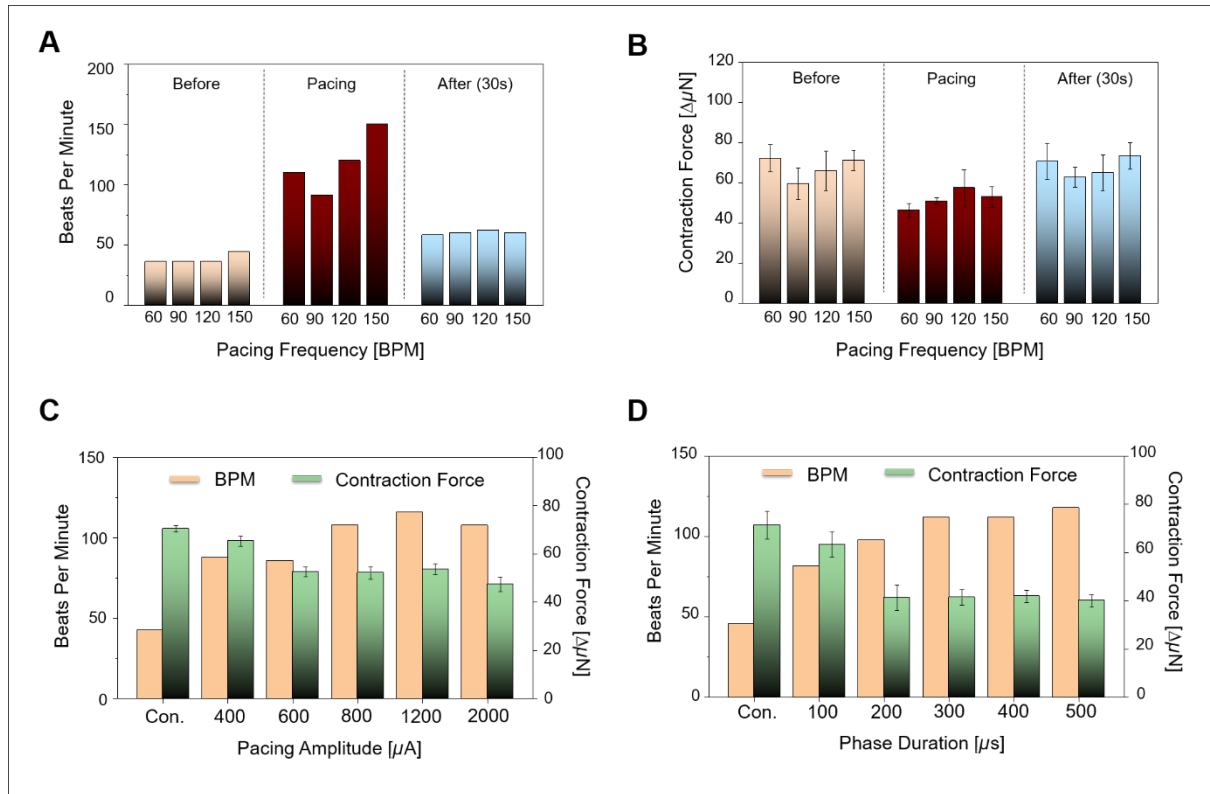 A
Beats Per Minute
200
150
100
50
0
Before
Pacing
After (30s)
60 90 120 150
60 90 120 150
60 90 120 150
Pacing Frequency [BPM]
B
Contraction Force [ΔµN]
120
100
80
60
40
20
0
Before
Pacing
After (30s)
60 90 120 150
60 90 120 150
60 90 120 150
Pacing Frequency [BPM]
C
Beats Per Minute
150
100
50
0
BPM
Contraction Force
100
80
60
40
20
0
Contraction Force [ΔµN]
Con. 400 600 800 1200 2000
Pacing Amplitude [µA]
D
Beats Per Minute
150
100
50
0
BPM
Contraction Force
100
80
60
40
20
0
Contraction Force [ΔµN]
Con. 100 200 300 400 500
Phase Duration [µs]